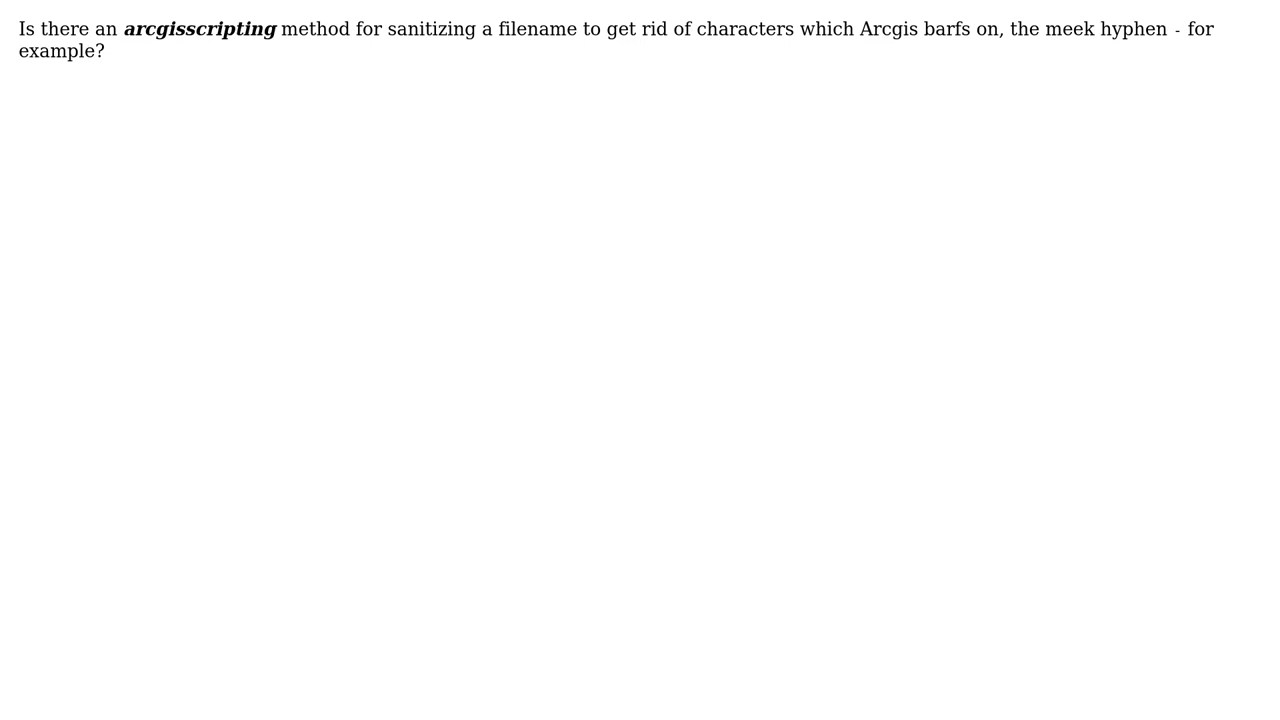 Is there an arcgisscripting method for sanitizing a filename to get rid of characters which Arcgis barfs on, the meek hyphen - for
example?